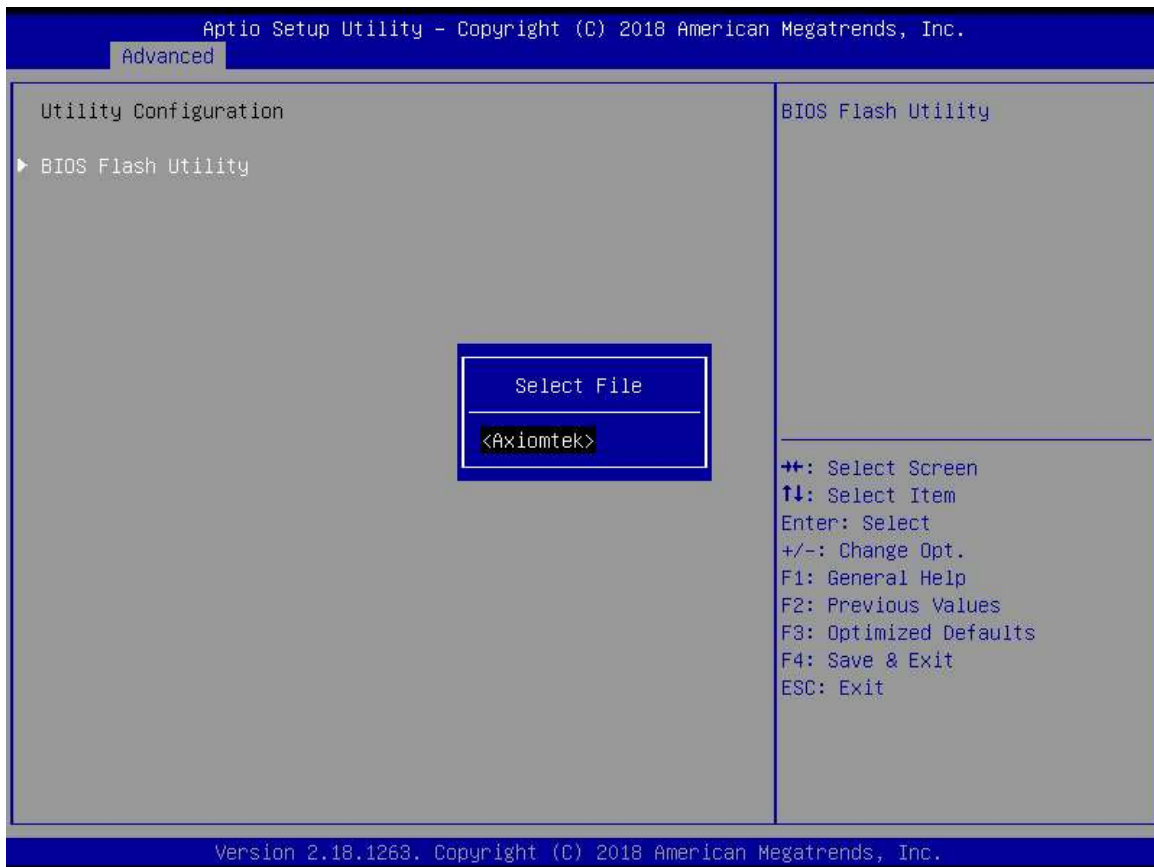 Aptio Setup Utility – Copyright (C) 2018 American Megatrends, Inc.
Advanced
Utility Configuration
BIOS Flash Utility
BIOS Flash Utility
Select File
<Axiomtek>
→←: Select Screen
↑↓: Select Item
Enter: Select
+/-: Change Opt.
F1: General Help
F2: Previous Values
F3: Optimized Defaults
F4: Save & Exit
ESC: Exit
Version 2.18.1263. Copyright (C) 2018 American Megatrends, Inc.